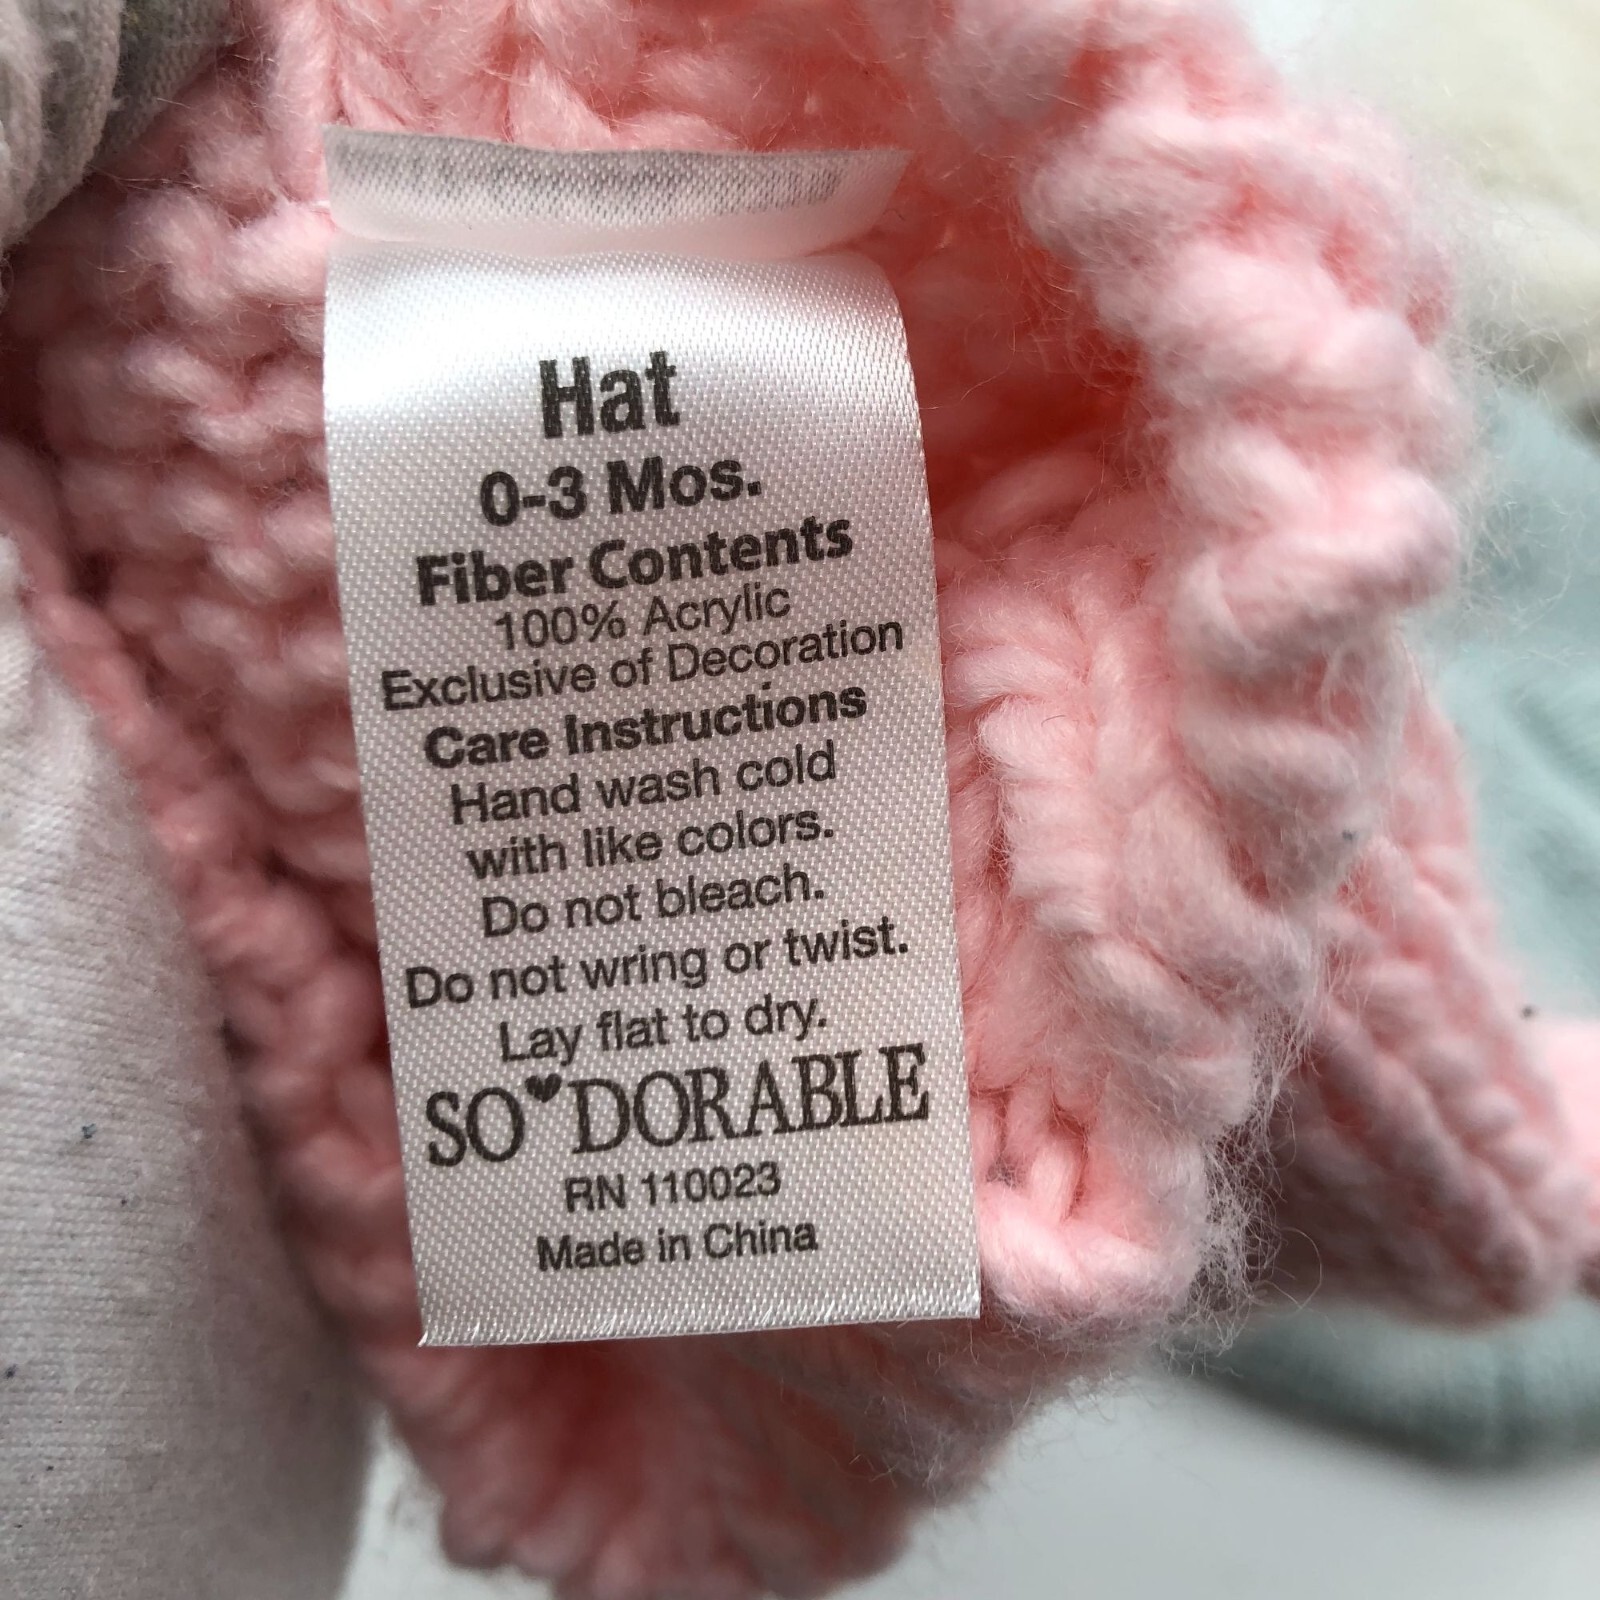 Hat
0-3 Mos.
Fiber Contents
100% Acrylic
Exclusive of Decoration
Care Instructions
Hand wash cold
with like colors.
Do not bleach.
Do not wring or twist.
Lay flat to dry.
SO♥DORABLE
RN 110023
Made in China